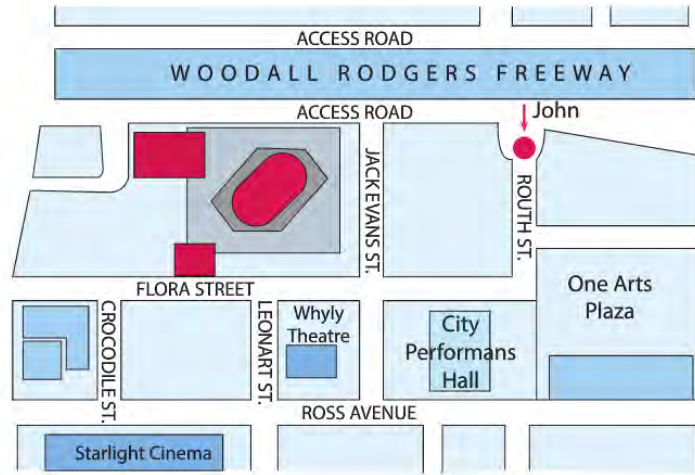 ACCESS ROAD
WOODALL RODGERS FREEWAY
ACCESS ROAD
John
JACK EVANS ST.
ROUTH ST.
FLORA STREET
CROCODILE ST.
LEONART ST.
Whyly
Theatre
City
Performans
Hall
One Arts
Plaza
ROSS AVENUE
Starlight Cinema